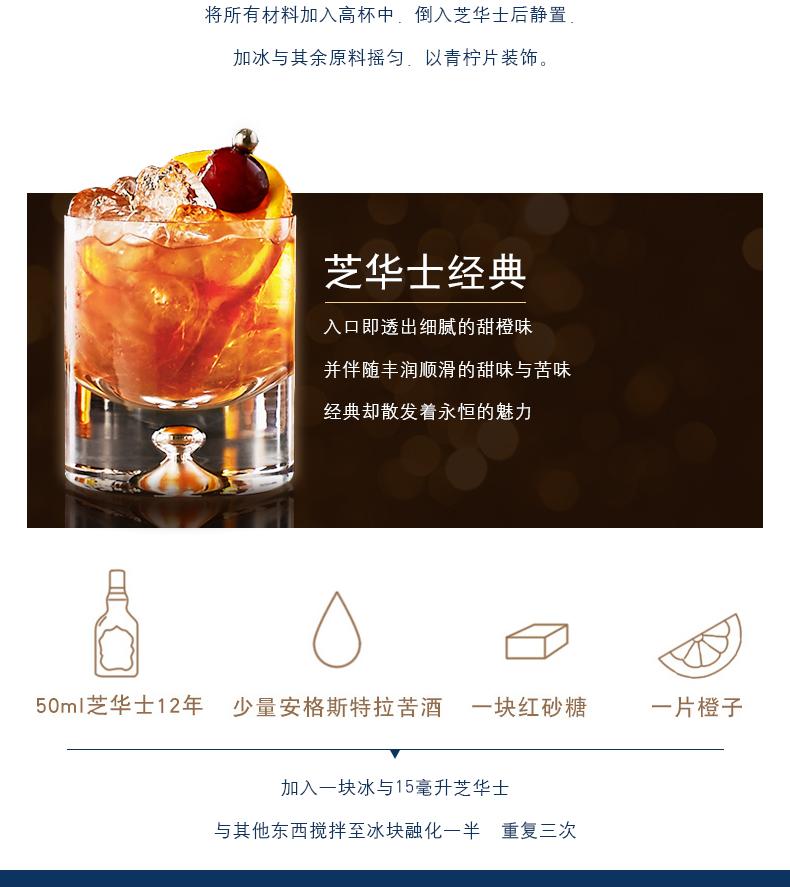 将所有材料加入高杯中，倒入芝华士后静置，
加冰与其余原料摇匀，以青柠片装饰。
芝华士经典
入口即透出细腻的甜橙味
并伴随丰润顺滑的甜味与苦味
经典却散发着永恒的魅力
50ml芝华士12年
少量安格斯特拉苦酒
一块红砂糖
一片橙子
加入一块冰与15毫升芝华士
与其他东西搅拌至冰块融化一半　重复三次